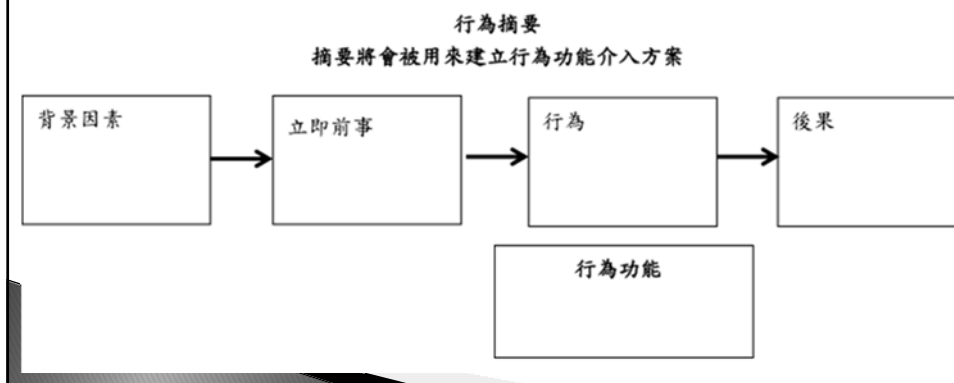 行為摘要
摘要將會被用來建立行為功能介入方案
背景因素
立即前事
行為
後果
行為功能